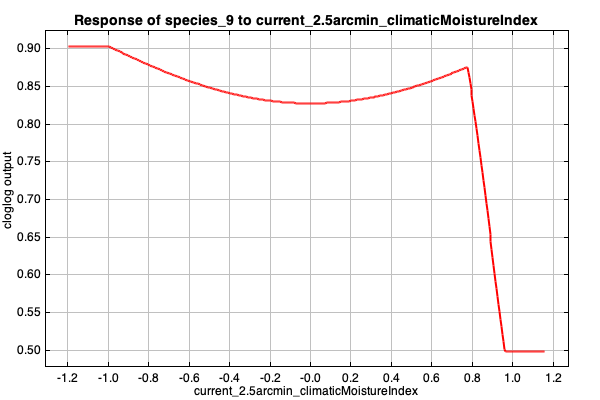 Response of species_9 to current_2.5arcmin_climaticMoistureIndex
cloglog output
0.90
0.85
0.80
0.75
0.70
0.65
0.60
0.55
0.50
-1.2 -1.0 -0.8 -0.6 -0.4 -0.2 -0.0 0.2 0.4 0.6 0.8 1.0 1.2
current_2.5arcmin_climaticMoistureIndex